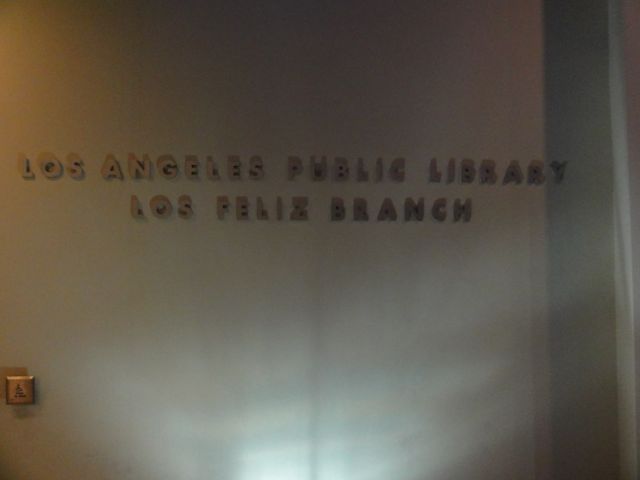 LOS ANGELES PUBLIC LIBRARY
LOS FELIZ BRANCH